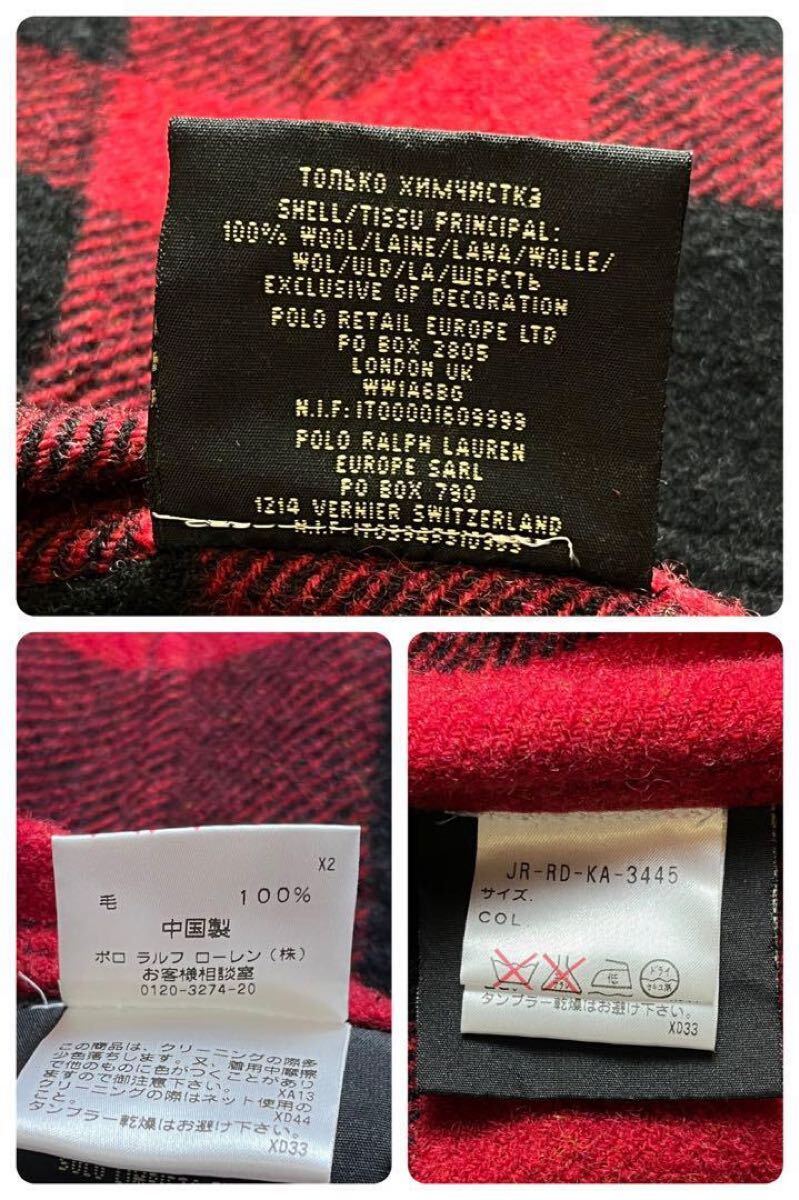 ТОЛЬКО ХИМЧИСТКЗ
SHELL/TISSU PRINCIPAL:
100% WOOL/LAINE/LANA/WOLLE/
WOL/ULD/LA/ШЕРСТЬ
EXCLUSIVE OF DECORATION
POLO RETAIL EUROPE LTD
PO BOX 2805
LONDON UK
WW1A6BG
N.I.F: IT00001609999
POLO RALPH LAUREN
EUROPE SARL
PO BOX 790
1214 VERNIER SWITZERLAND
N.I.F
X2
毛 100%
中国製
ポロ ラルフ ローレン(株)
お客様相談室
0120-3274-20
この商品は、クリーニングの際多
少色落ちします。又、着用中摩擦
で他のものに色がつくことがあり
ますので御注意下さい。 XA13
クリーニングの際はネット使用の
こと。 XD44
タンブラー乾燥はお避け下さい。
XD33
SOLO
JR-RD-KA-3445
サイズ.
COL.
ドライ
タンブラー乾燥はお避け下さい。
XD33